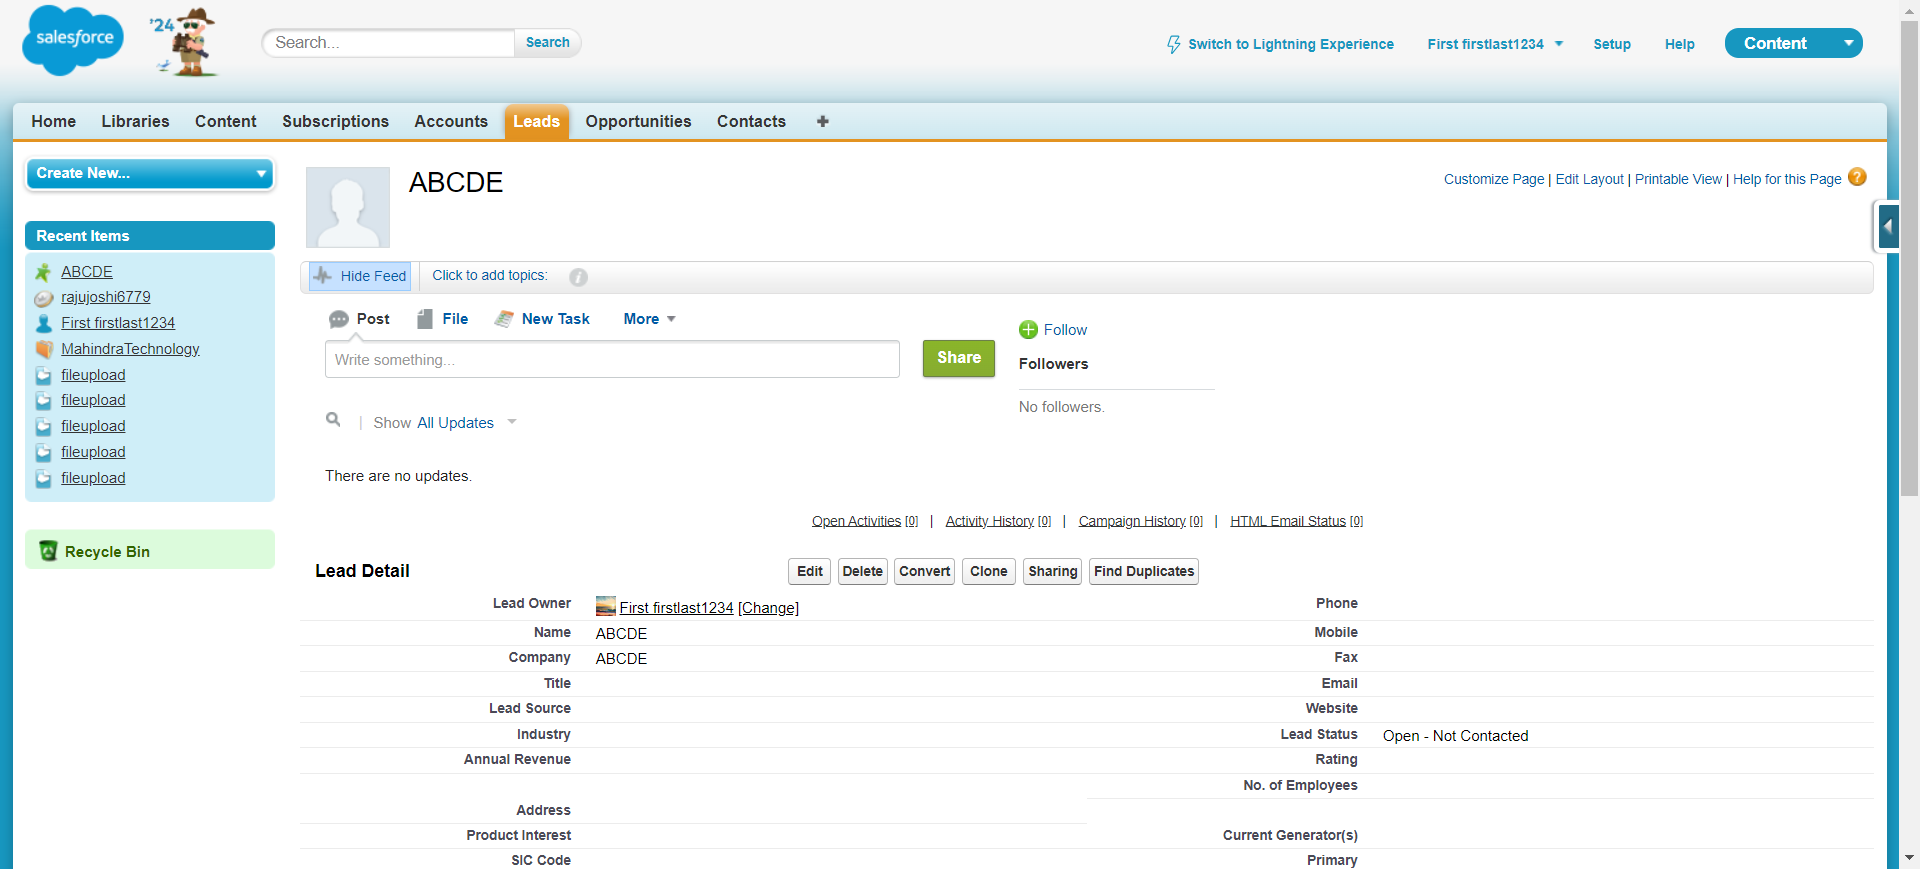 salesforce
'24
Search...
Search
Switch to Lightning Experience
First firstlast1234
Setup
Help
Content
Home
Libraries
Content
Subscriptions
Accounts
Leads
Opportunities
Contacts
Create New...
Recent Items
ABCDE
rajujoshi6779
First firstlast1234
MahindraTechnology
fileupload
fileupload
fileupload
fileupload
fileupload
Recycle Bin
ABCDE
Customize Page | Edit Layout | Printable View | Help for this Page
Hide Feed
Click to add topics:
Post
File
New Task
More
Write something...
Share
Follow
Followers
No followers.
Show All Updates
There are no updates.
Open Activities [0] | Activity History [0] | Campaign History [0] | HTML Email Status [0]
Lead Detail
Edit
Delete
Convert
Clone
Sharing
Find Duplicates
Lead Owner First firstlast1234 [Change]
Phone
Name ABCDE
Mobile
Company ABCDE
Fax
Title
Email
Lead Source
Website
Industry
Lead Status Open - Not Contacted
Annual Revenue
Rating
No. of Employees
Address
Product Interest
Current Generator(s)
SIC Code
Primary